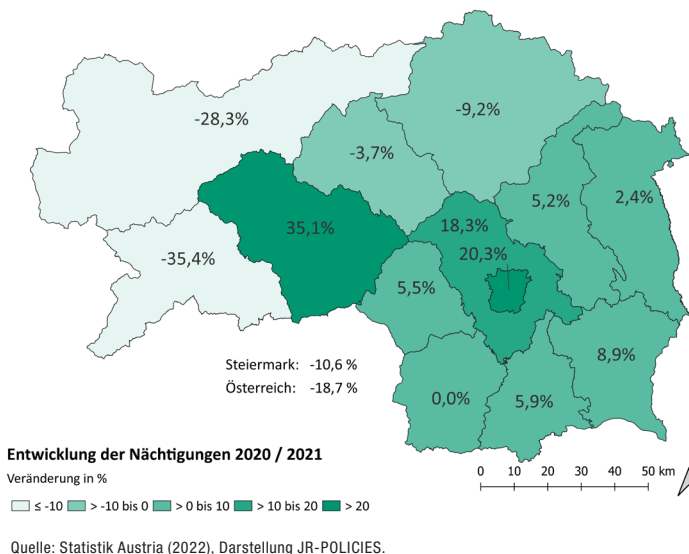 -28,3%
-9,2%
-3,7%
5,2%
2,4%
35,1%
18,3%
-35,4%
20,3%
5,5%
Steiermark: -10,6 %
Österreich: -18,7 %
8,9%
0,0%
5,9%
Entwicklung der Nächtigungen 2020 / 2021
Veränderung in %
≤ -10 > -10 bis 0 > 0 bis 10 > 10 bis 20 > 20
0 10 20 30 40 50 km
Quelle: Statistik Austria (2022), Darstellung JR-POLICIES.